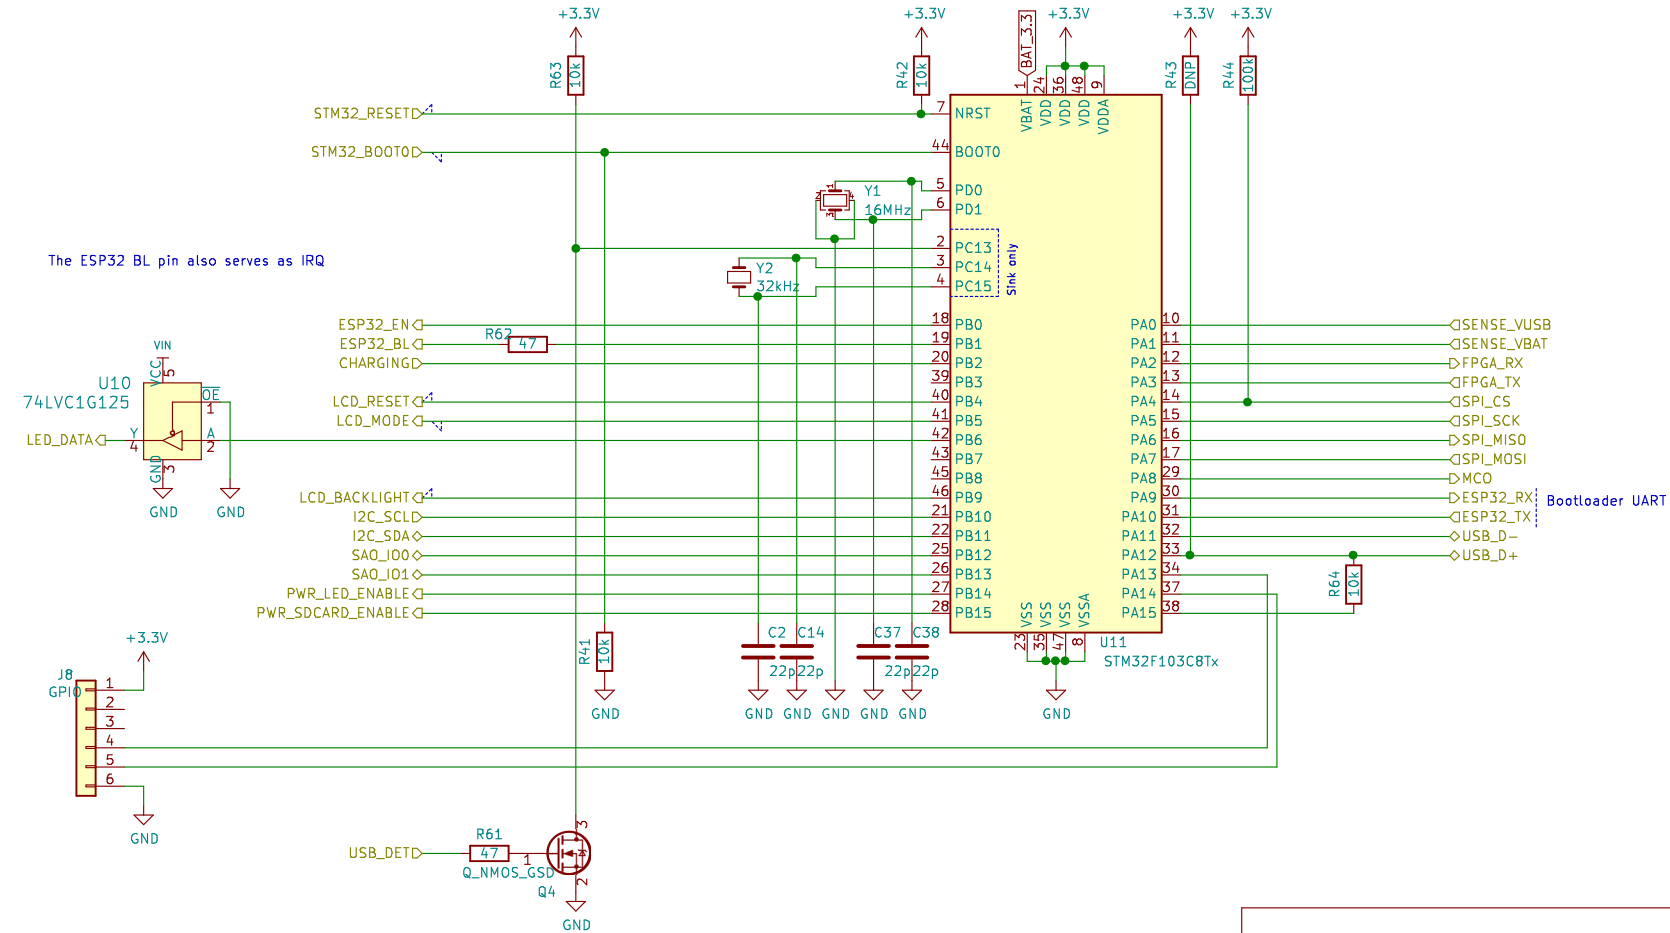 +3.3V
+3.3V
+3.3V
+3.3V
+3.3V
BAT_3.3
R63
10k
R42
10k
R43
DNP
R44
100k
1
24
36
48
9
VBAT
VDD
VDD
VDD
VDDA
STM32_RESET
7
NRST
STM32_BOOT0
44
BOOT0
Y1
16MHz
1
2
3
4
5
PD0
6
PD1
2
PC13
3
PC14
4
PC15
Sink only
Y2
32kHz
The ESP32 BL pin also serves as IRQ
ESP32_EN
18
PB0
PA0
10
SENSE_VUSB
ESP32_BL
R62
47
19
PB1
PA1
11
SENSE_VBAT
CHARGING
20
PB2
PA2
12
FPGA_RX
39
PB3
PA3
13
FPGA_TX
LCD_RESET
40
PB4
PA4
14
SPI_CS
LCD_MODE
41
PB5
PA5
15
SPI_SCK
42
PB6
PA6
16
SPI_MISO
43
PB7
PA7
17
SPI_MOSI
45
PB8
PA8
29
MCO
LCD_BACKLIGHT
46
PB9
PA9
30
ESP32_RX
Bootloader UART
I2C_SCL
21
PB10
PA10
31
ESP32_TX
I2C_SDA
22
PB11
PA11
32
USB_D-
SAO_IO0
25
PB12
PA12
33
USB_D+
SAO_IO1
26
PB13
PA13
34
PWR_LED_ENABLE
27
PB14
PA14
37
PWR_SDCARD_ENABLE
28
PB15
PA15
38
R64
10k
VIN
VCC
5
U10
74LVC1G125
OE
1
LED_DATA
Y
4
A
2
GND
3
GND
GND
VSS
VSS
VSS
VSSA
23
35
47
8
U11
STM32F103C8Tx
R41
10k
C2
C14
C37
C38
22p
22p
22p
22p
GND
GND
GND
GND
GND
GND
GND
+3.3V
J8
GPIO
1
2
3
4
5
6
GND
USB_DET
R61
47
1
3
2
Q_NMOS_GSD
Q4
GND